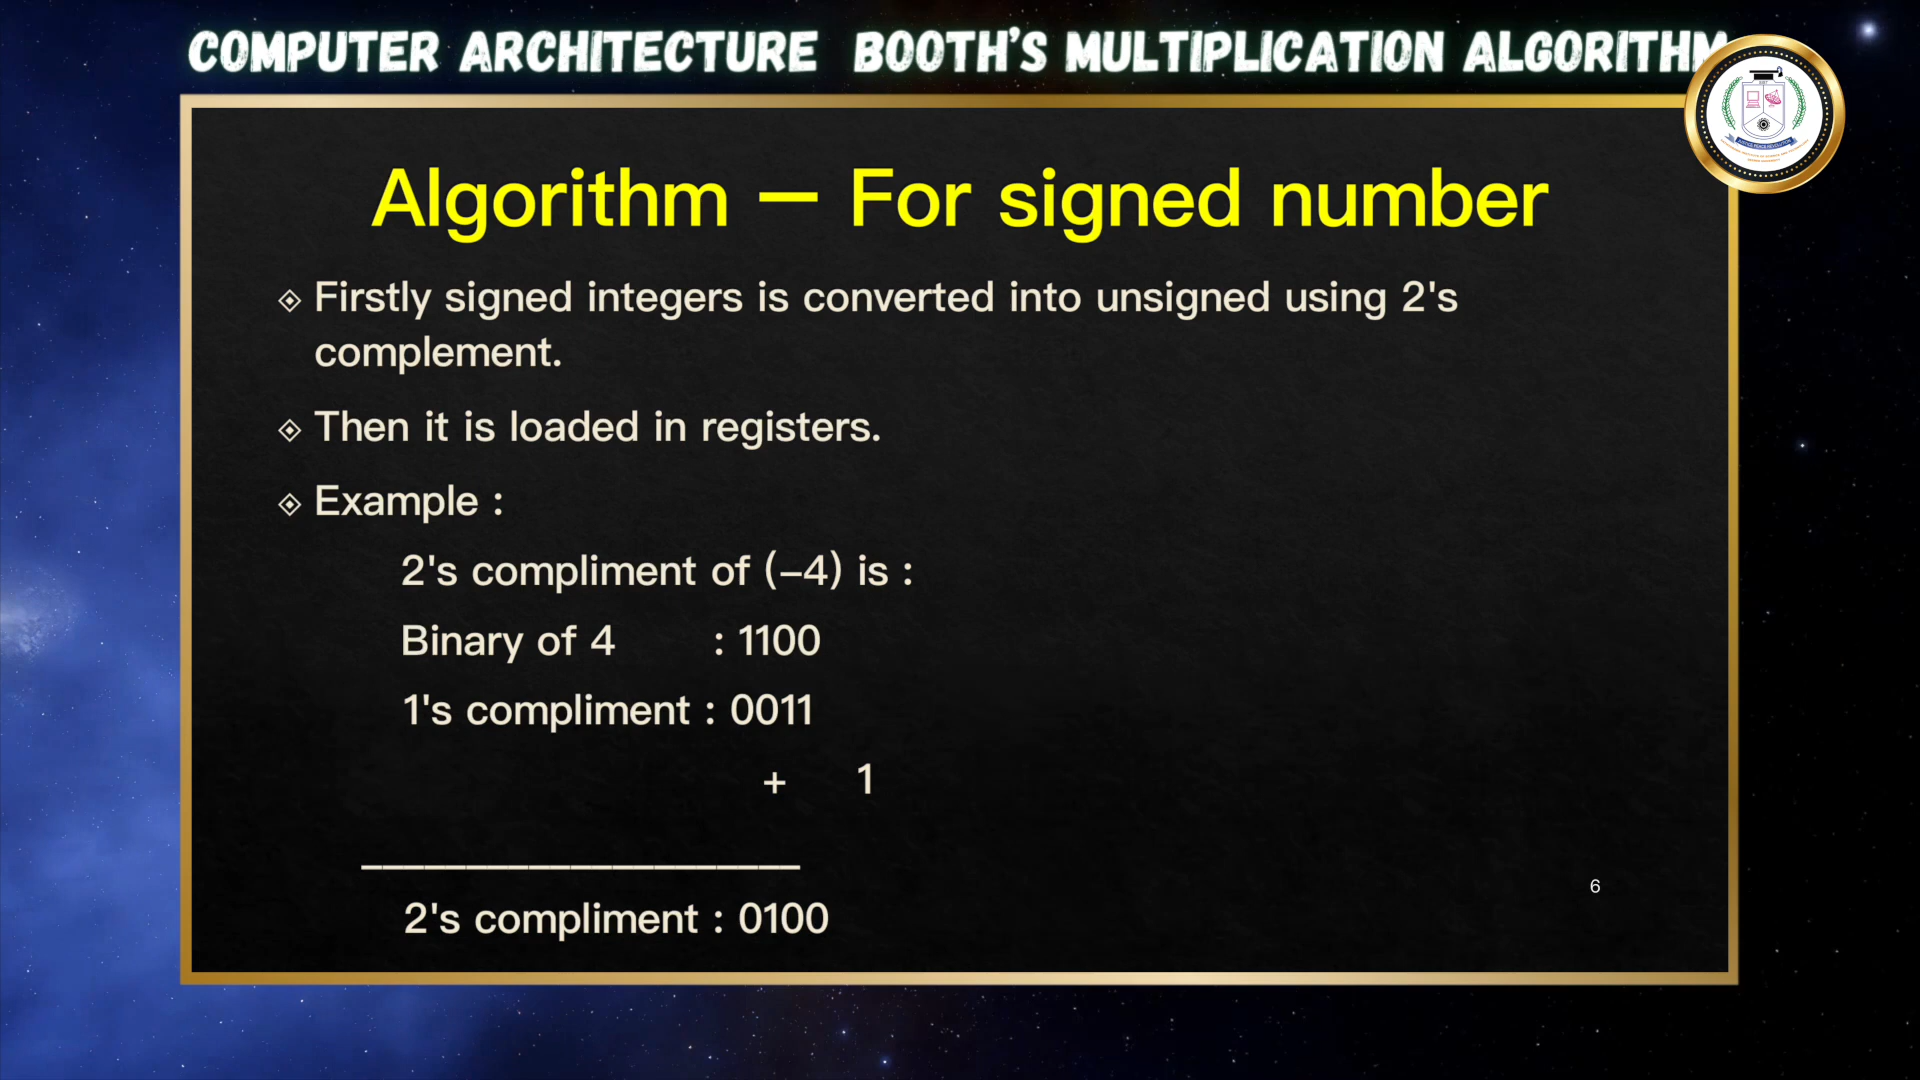 COMPUTER ARCHITECTURE BOOTH'S MULTIPLICATION ALGORITHM
Algorithm – For signed number
Firstly signed integers is converted into unsigned using 2's
complement.
Then it is loaded in registers.
Example :
2's compliment of (–4) is :
Binary of 4 : 1100
1's compliment : 0011
+ 1
_____________________
6
2's compliment : 0100